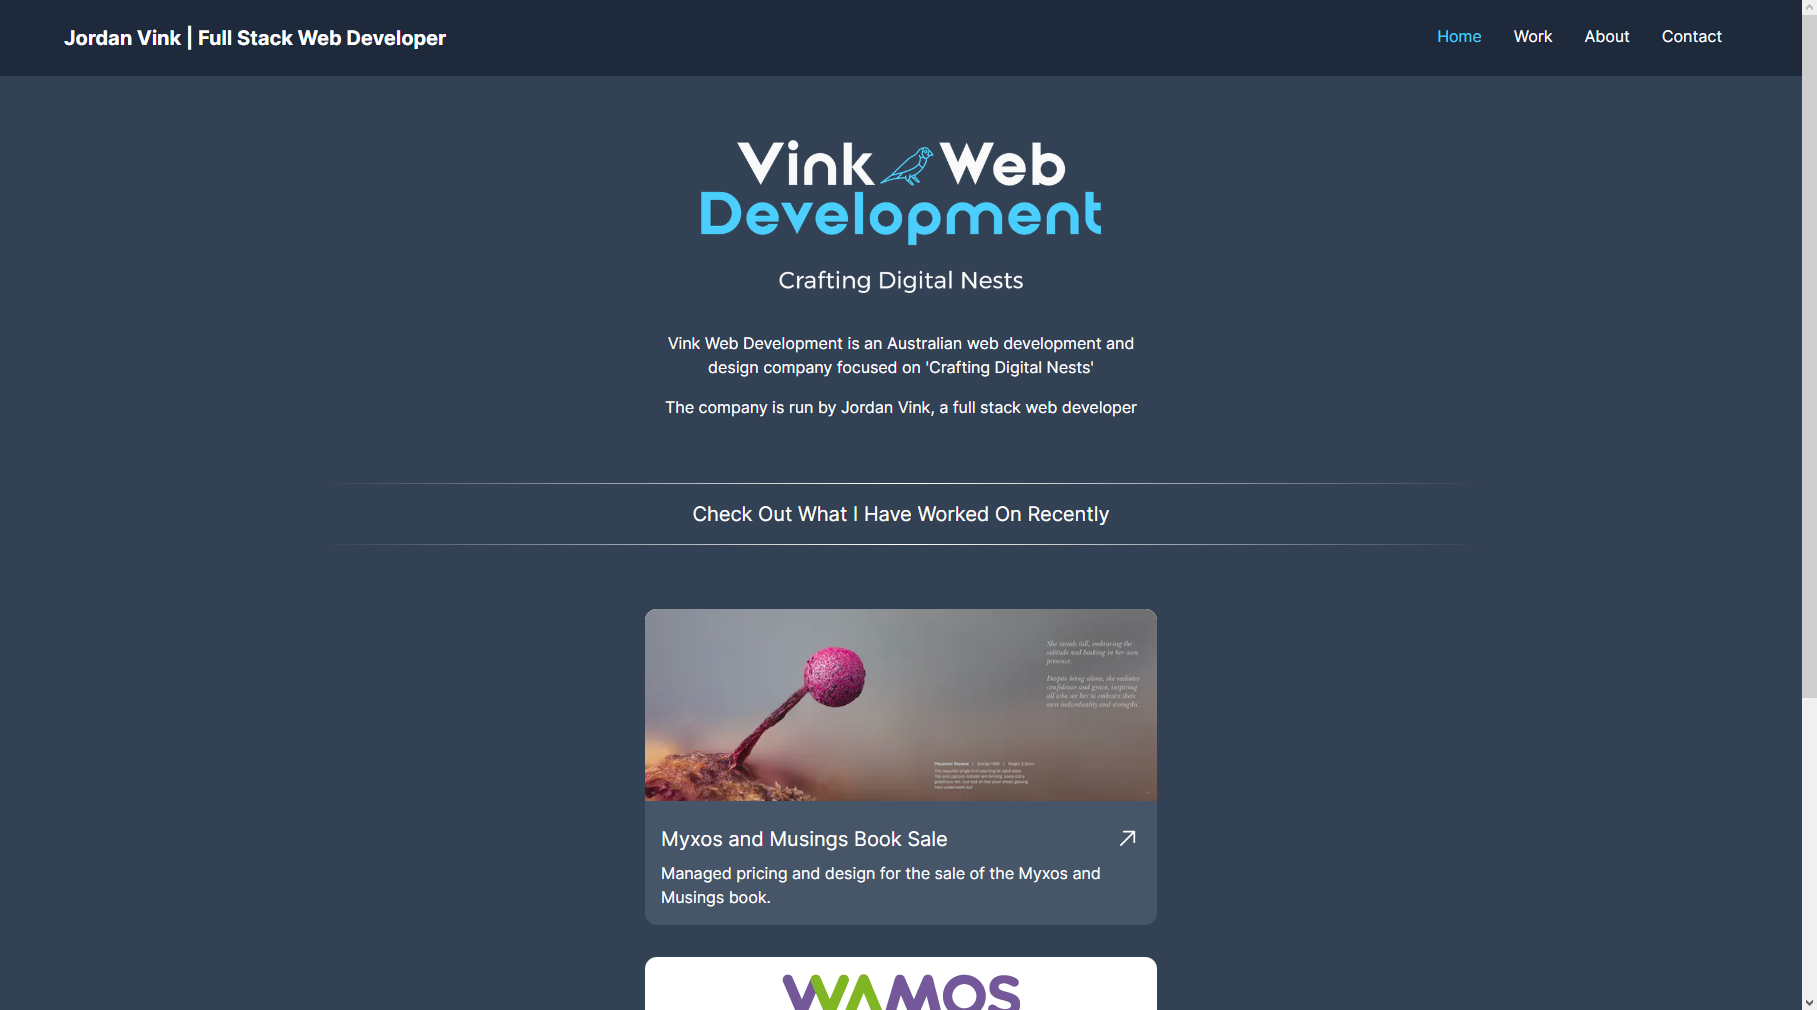 Jordan Vink | Full Stack Web Developer
Home
Work
About
Contact
Vink Web
Development
Crafting Digital Nests
Vink Web Development is an Australian web development and
design company focused on 'Crafting Digital Nests'
The company is run by Jordan Vink, a full stack web developer
Check Out What I Have Worked On Recently
She stands tall, embracing the
solitude and basking in her own
presence.
Despite being alone, she radiates
confidence and grace, inspiring
all who see her to embrace their
own individuality and strengths.
Myxos and Musings Book Sale
Managed pricing and design for the sale of the Myxos and
Musings book.
WAMOS